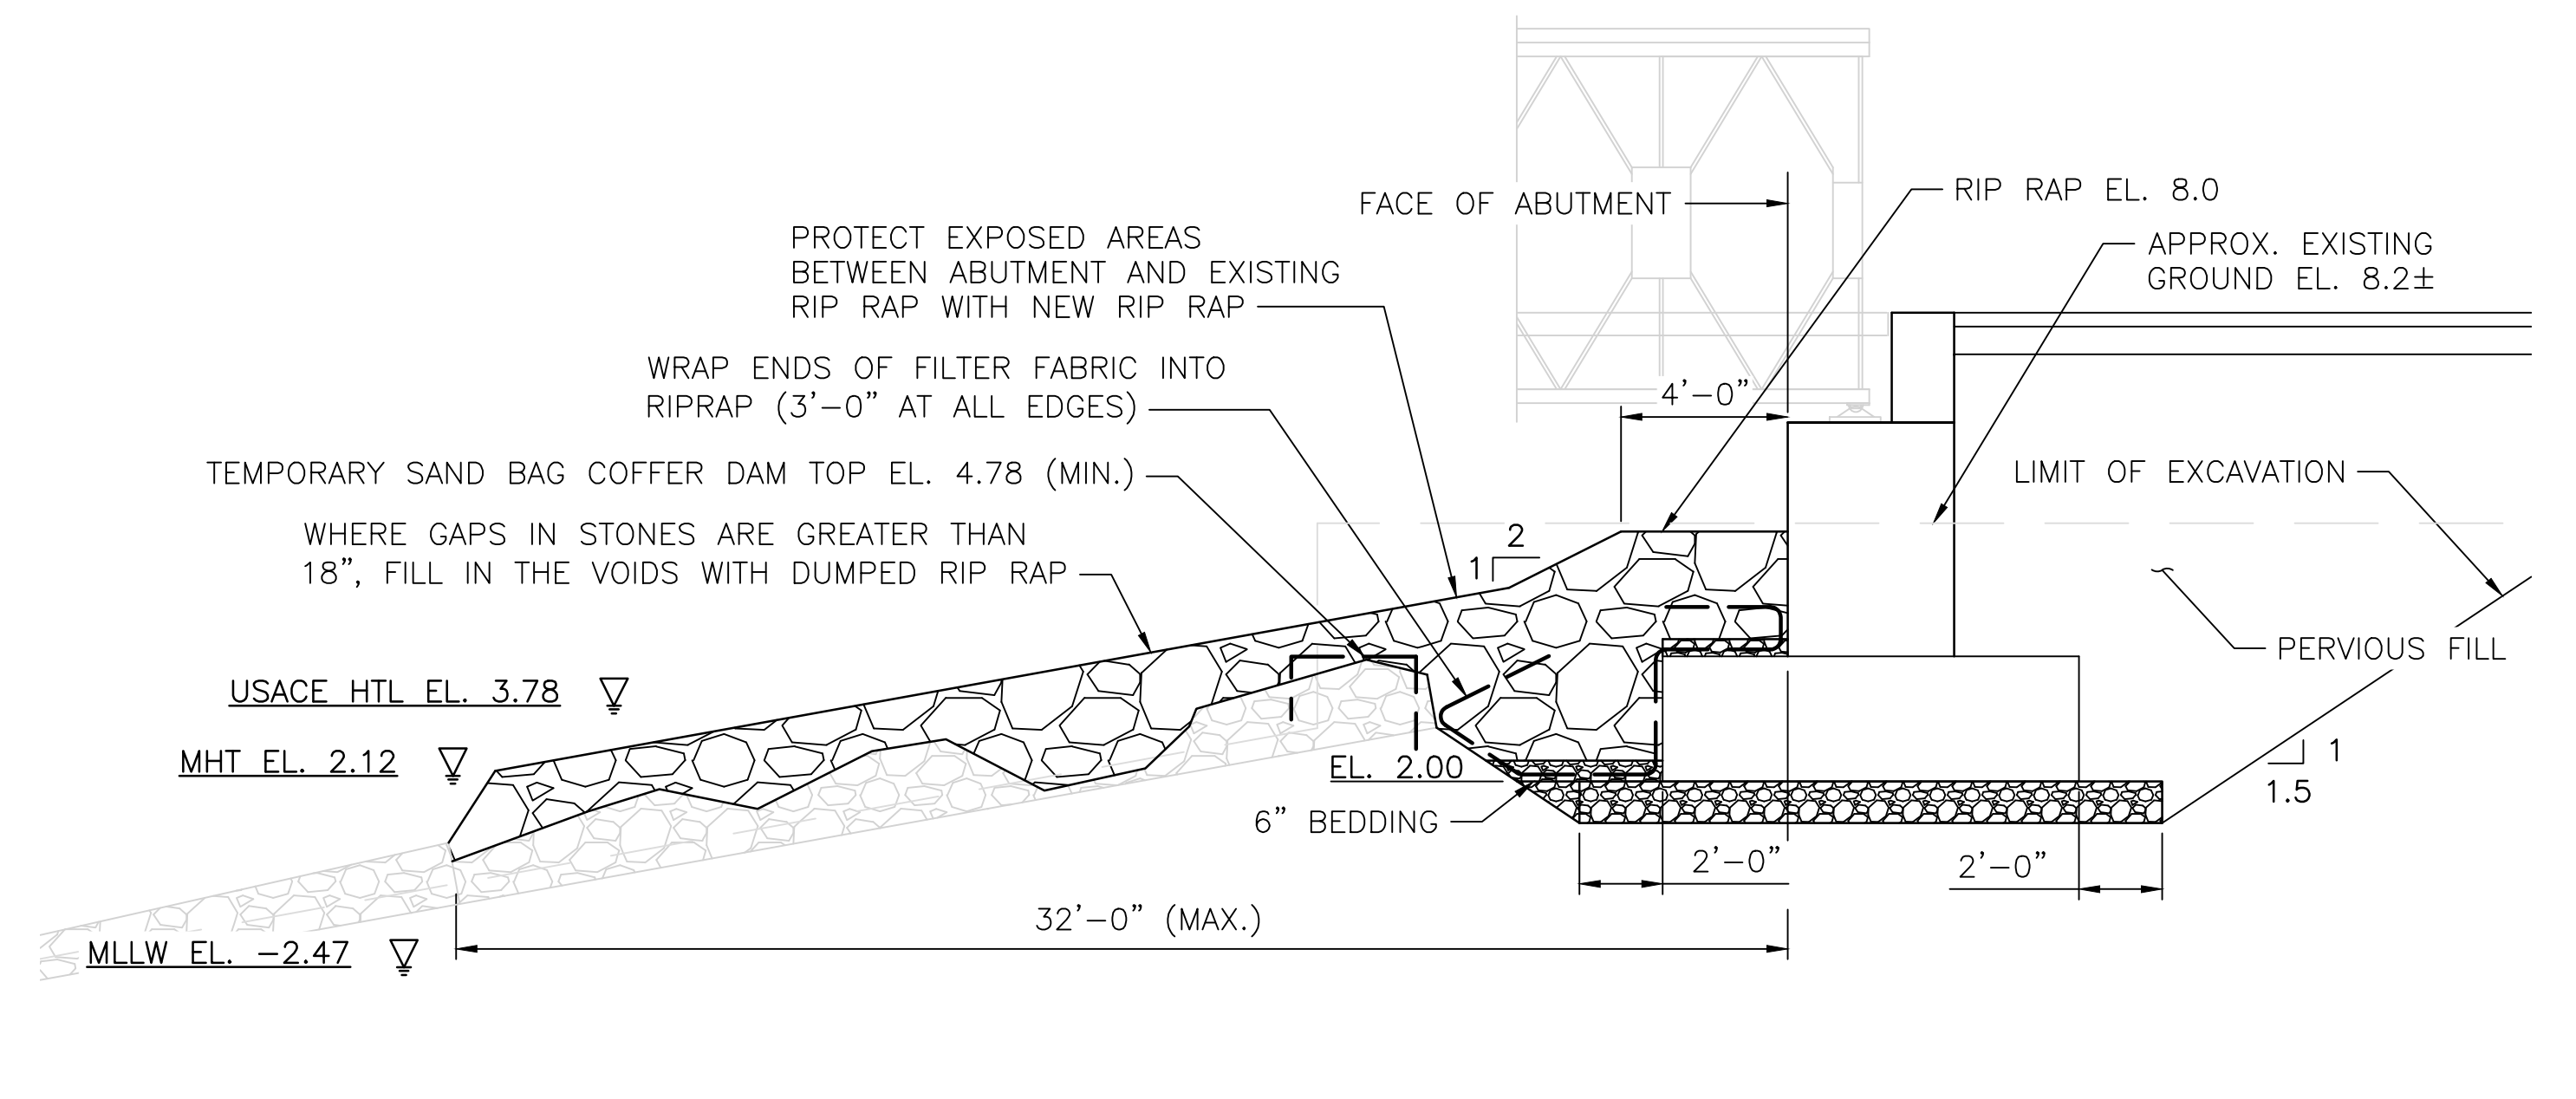 FACE OF ABUTMENT
RIP RAP EL. 8.0
APPROX. EXISTING
GROUND EL. 8.2±
PROTECT EXPOSED AREAS
BETWEEN ABUTMENT AND EXISTING
RIP RAP WITH NEW RIP RAP
WRAP ENDS OF FILTER FABRIC INTO
RIPRAP (3'-0" AT ALL EDGES)
4'-0"
TEMPORARY SAND BAG COFFER DAM TOP EL. 4.78 (MIN.)
LIMIT OF EXCAVATION
WHERE GAPS IN STONES ARE GREATER THAN
18", FILL IN THE VOIDS WITH DUMPED RIP RAP
2
1
PERVIOUS FILL
USACE HTL EL. 3.78
MHT EL. 2.12
EL. 2.00
1
1.5
6" BEDDING
2'-0"
2'-0"
32'-0" (MAX.)
MLLW EL. -2.47